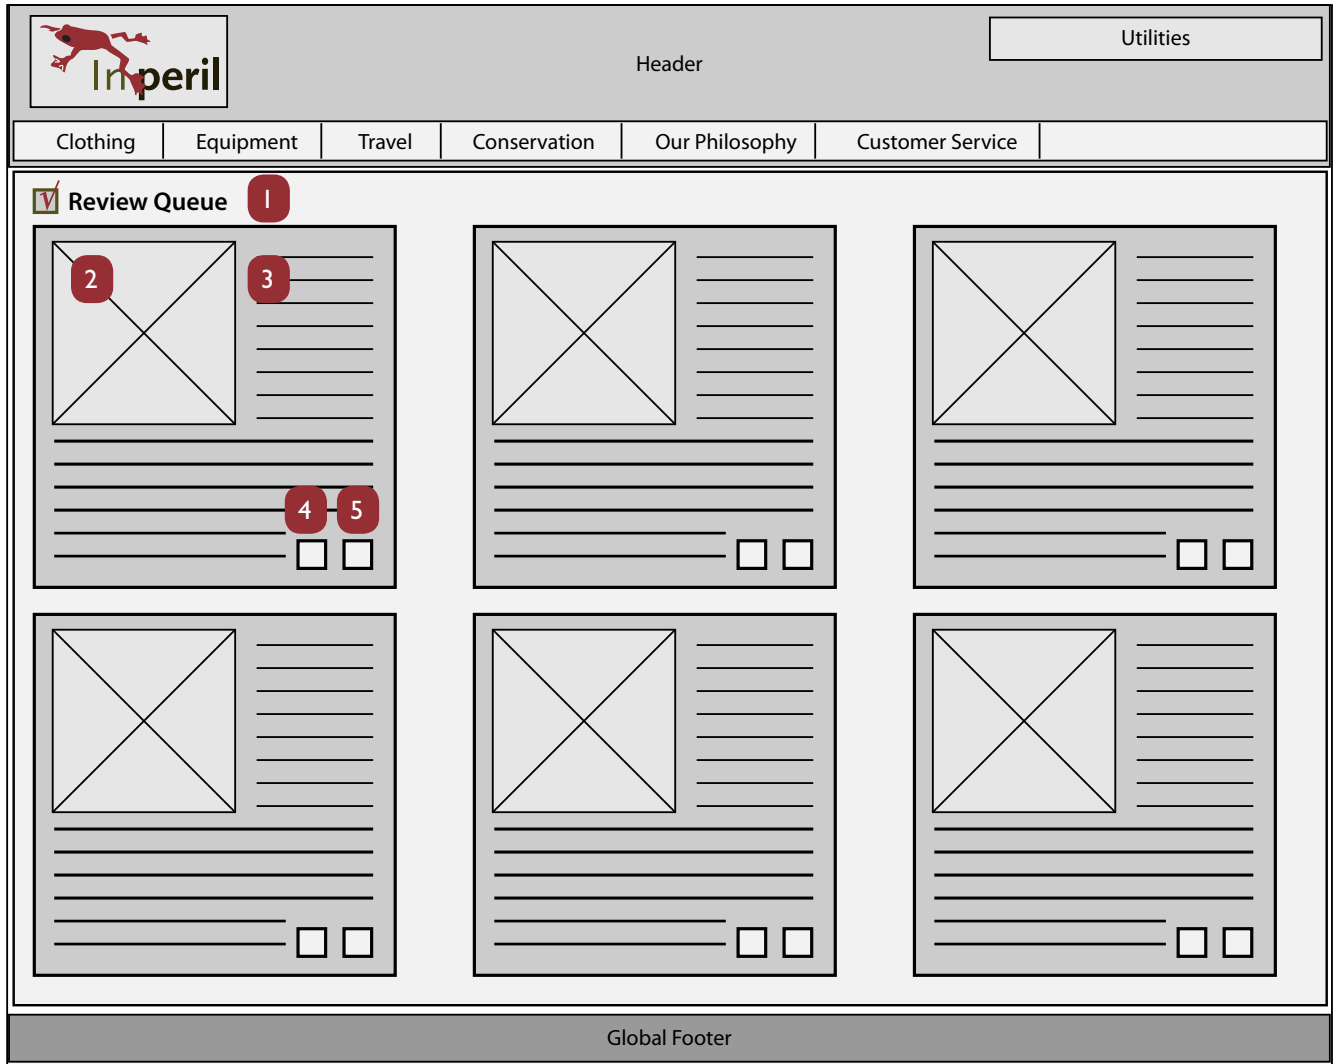 In peril
Header
Utilities
Clothing
Equipment
Travel
Conservation
Our Philosophy
Customer Service
√ Review Queue
1
2
3
4
5
Global Footer